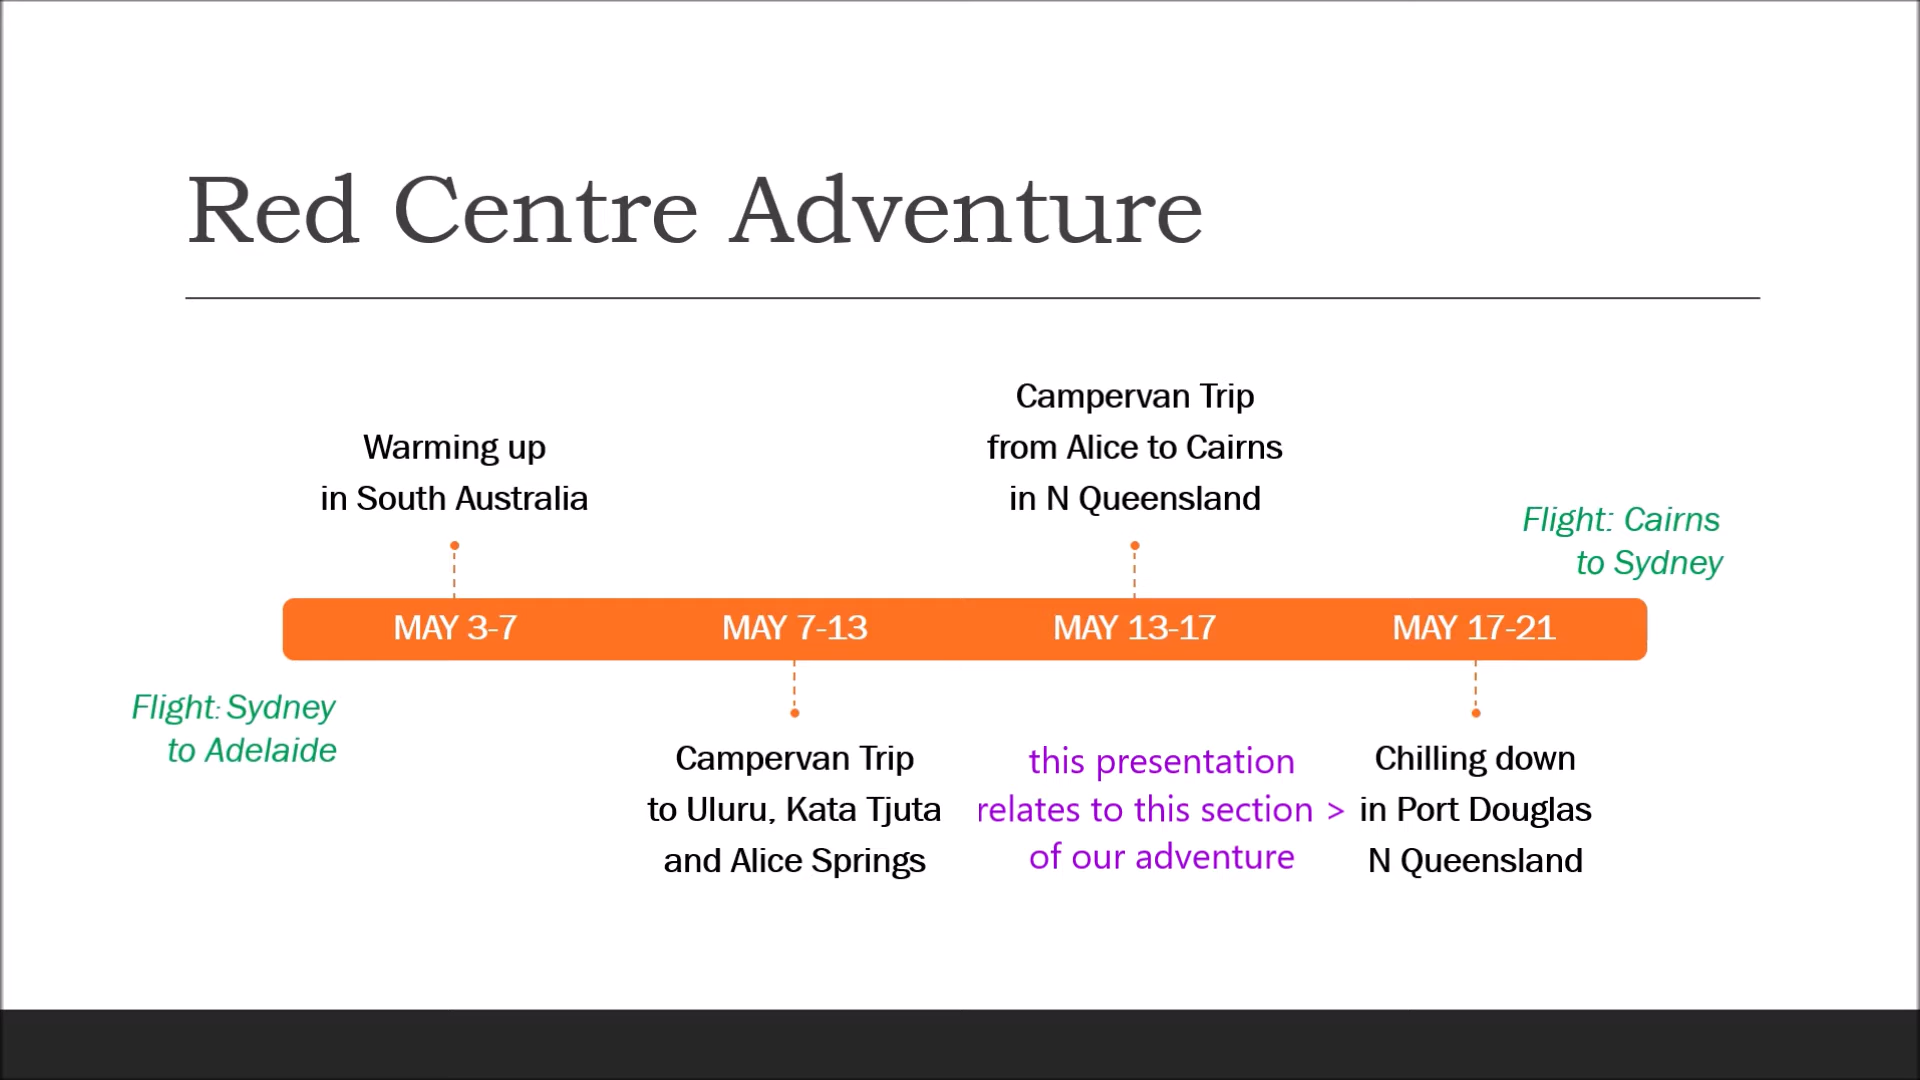 Red Centre Adventure
Warming up
in South Australia
Campervan Trip
from Alice to Cairns
in N Queensland
Flight: Cairns
to Sydney
MAY 3-7
MAY 7-13
MAY 13-17
MAY 17-21
Flight: Sydney
to Adelaide
Campervan Trip
to Uluru, Kata Tjuta
and Alice Springs
this presentation
relates to this section >
of our adventure
Chilling down
in Port Douglas
N Queensland